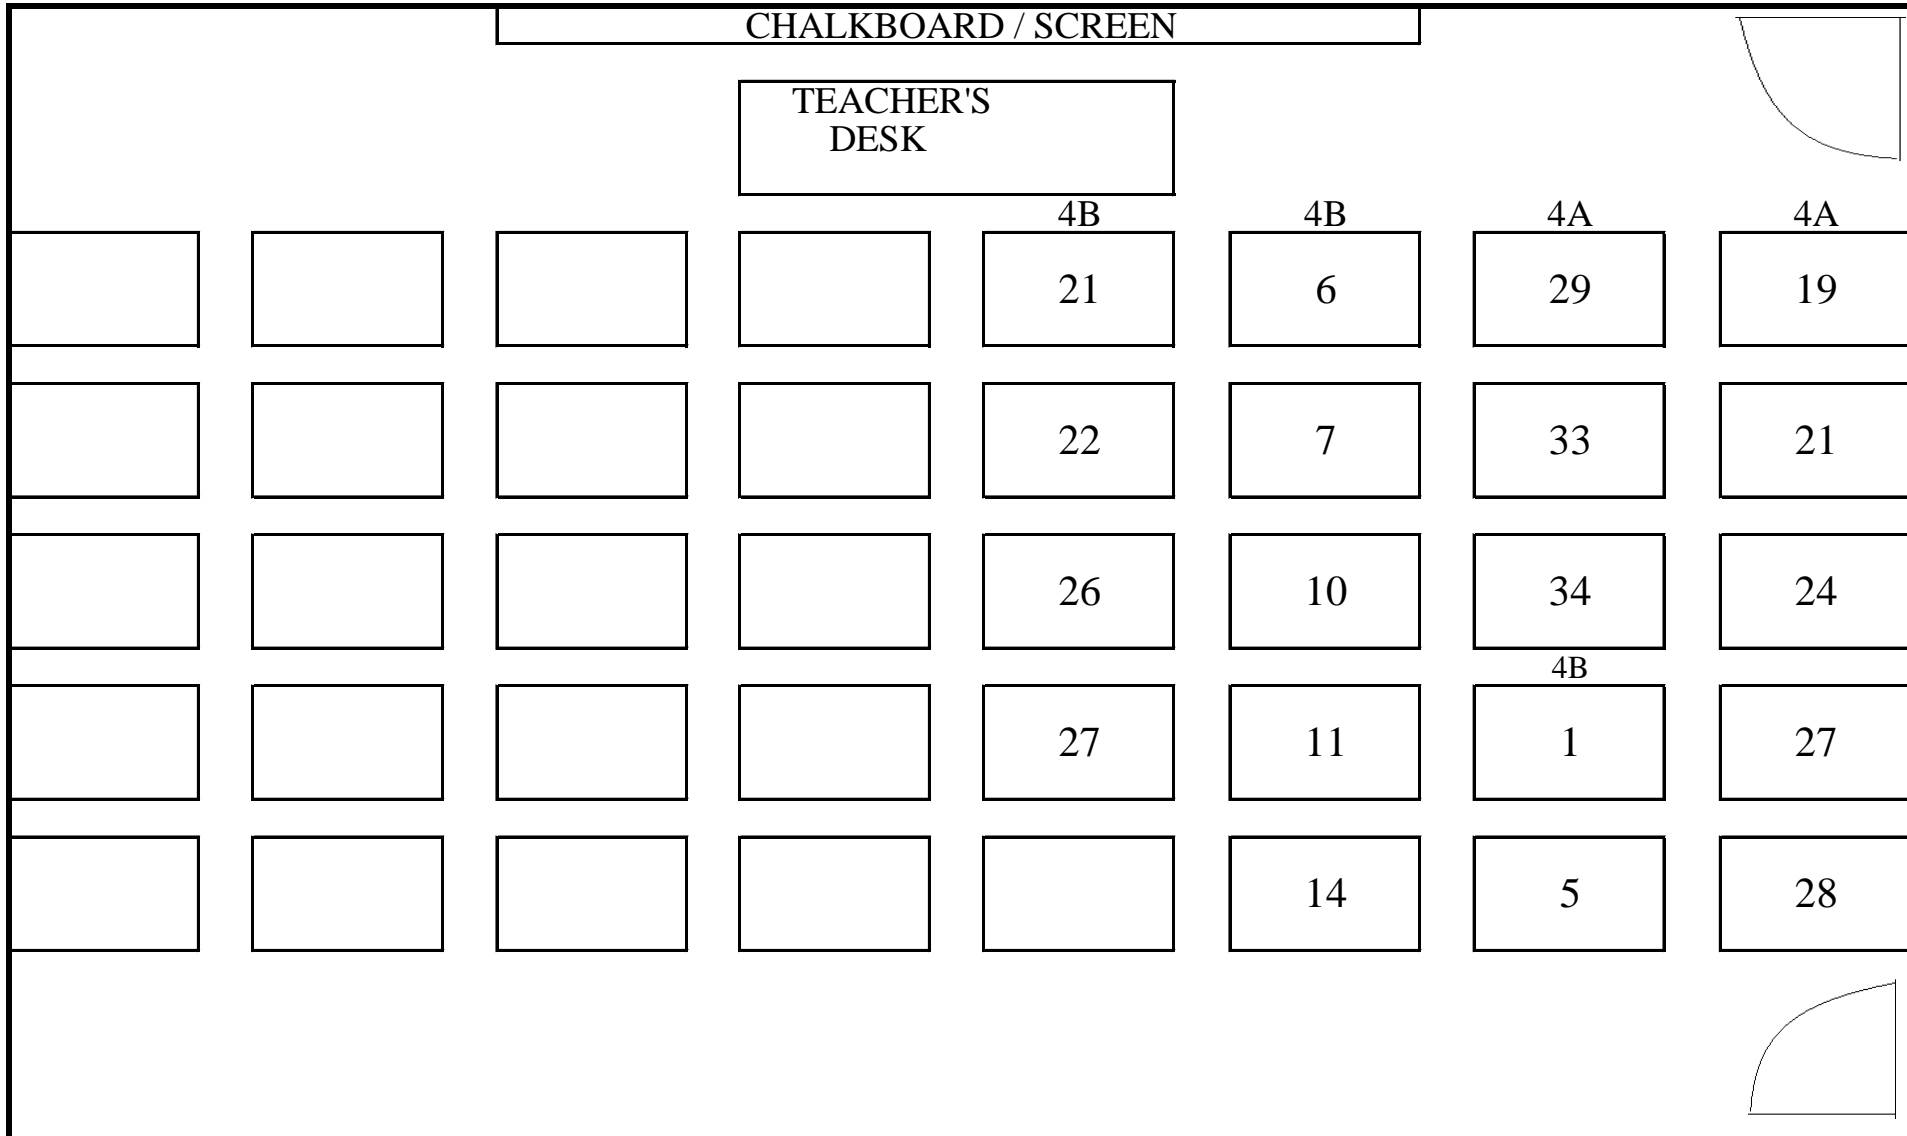 CHALKBOARD / SCREEN
TEACHER'S
DESK
4B 4B 4A 4A
21 6 29 19
22 7 33 21
26 10 34 24
4B
27 11 1 27
14 5 28